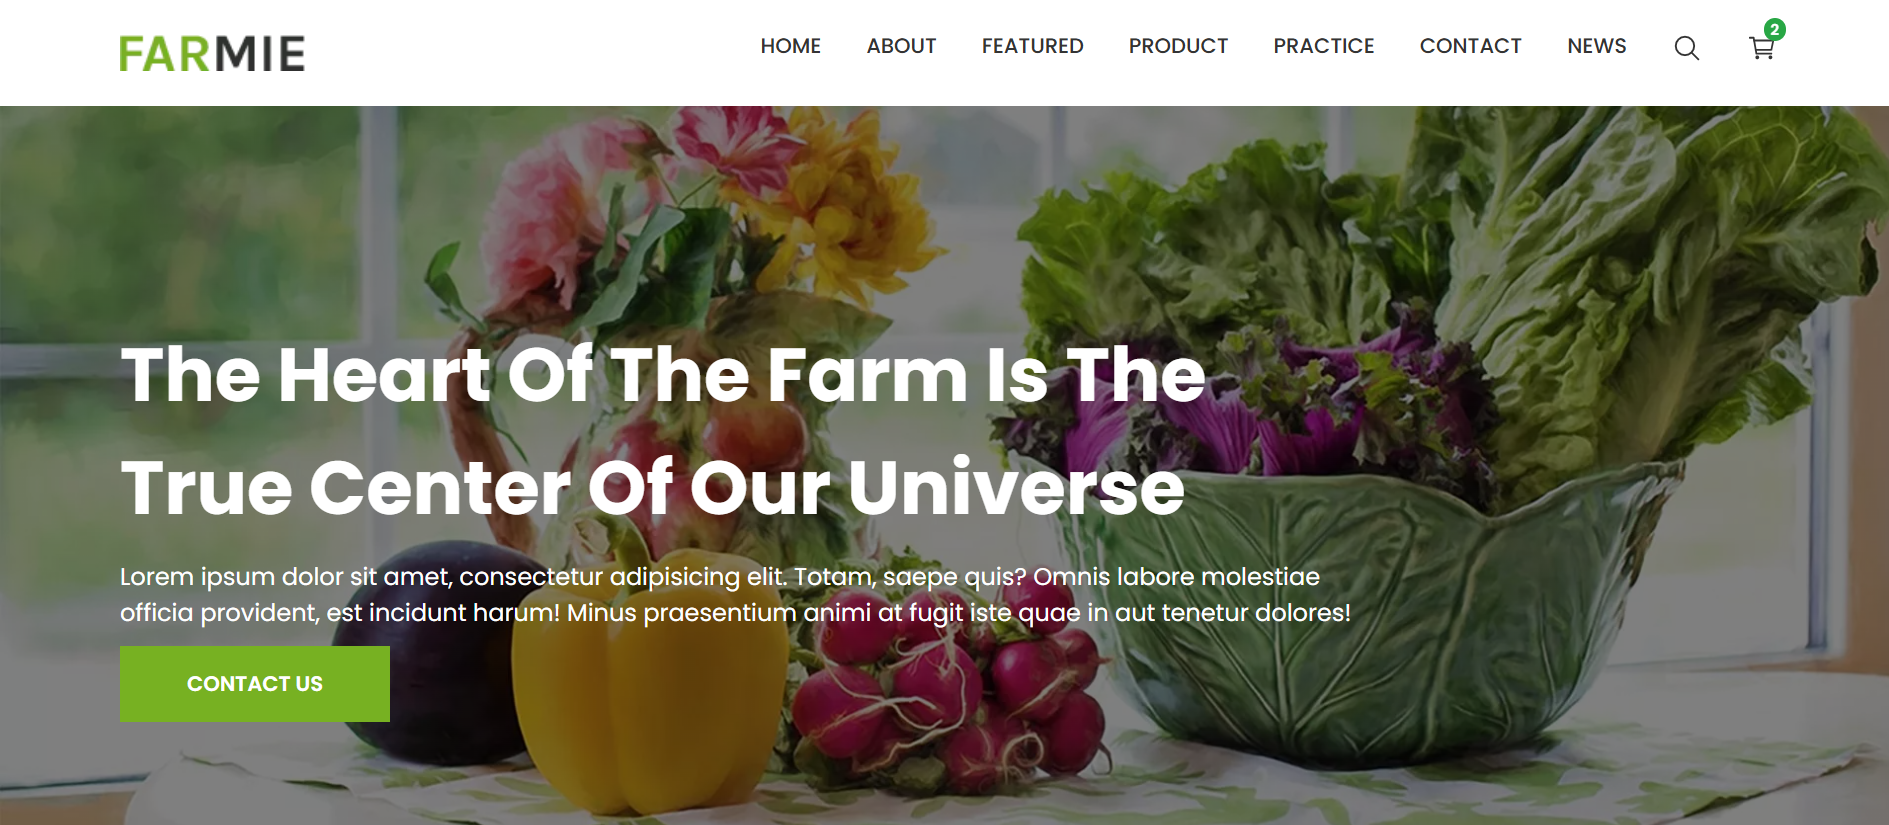 FARMIE
HOME ABOUT FEATURED PRODUCT PRACTICE CONTACT NEWS 2
The Heart Of The Farm Is The
True Center Of Our Universe
Lorem ipsum dolor sit amet, consectetur adipisicing elit. Totam, saepe quis? Omnis labore molestiae
officia provident, est incidunt harum! Minus praesentium animi at fugit iste quae in aut tenetur dolores!
CONTACT US